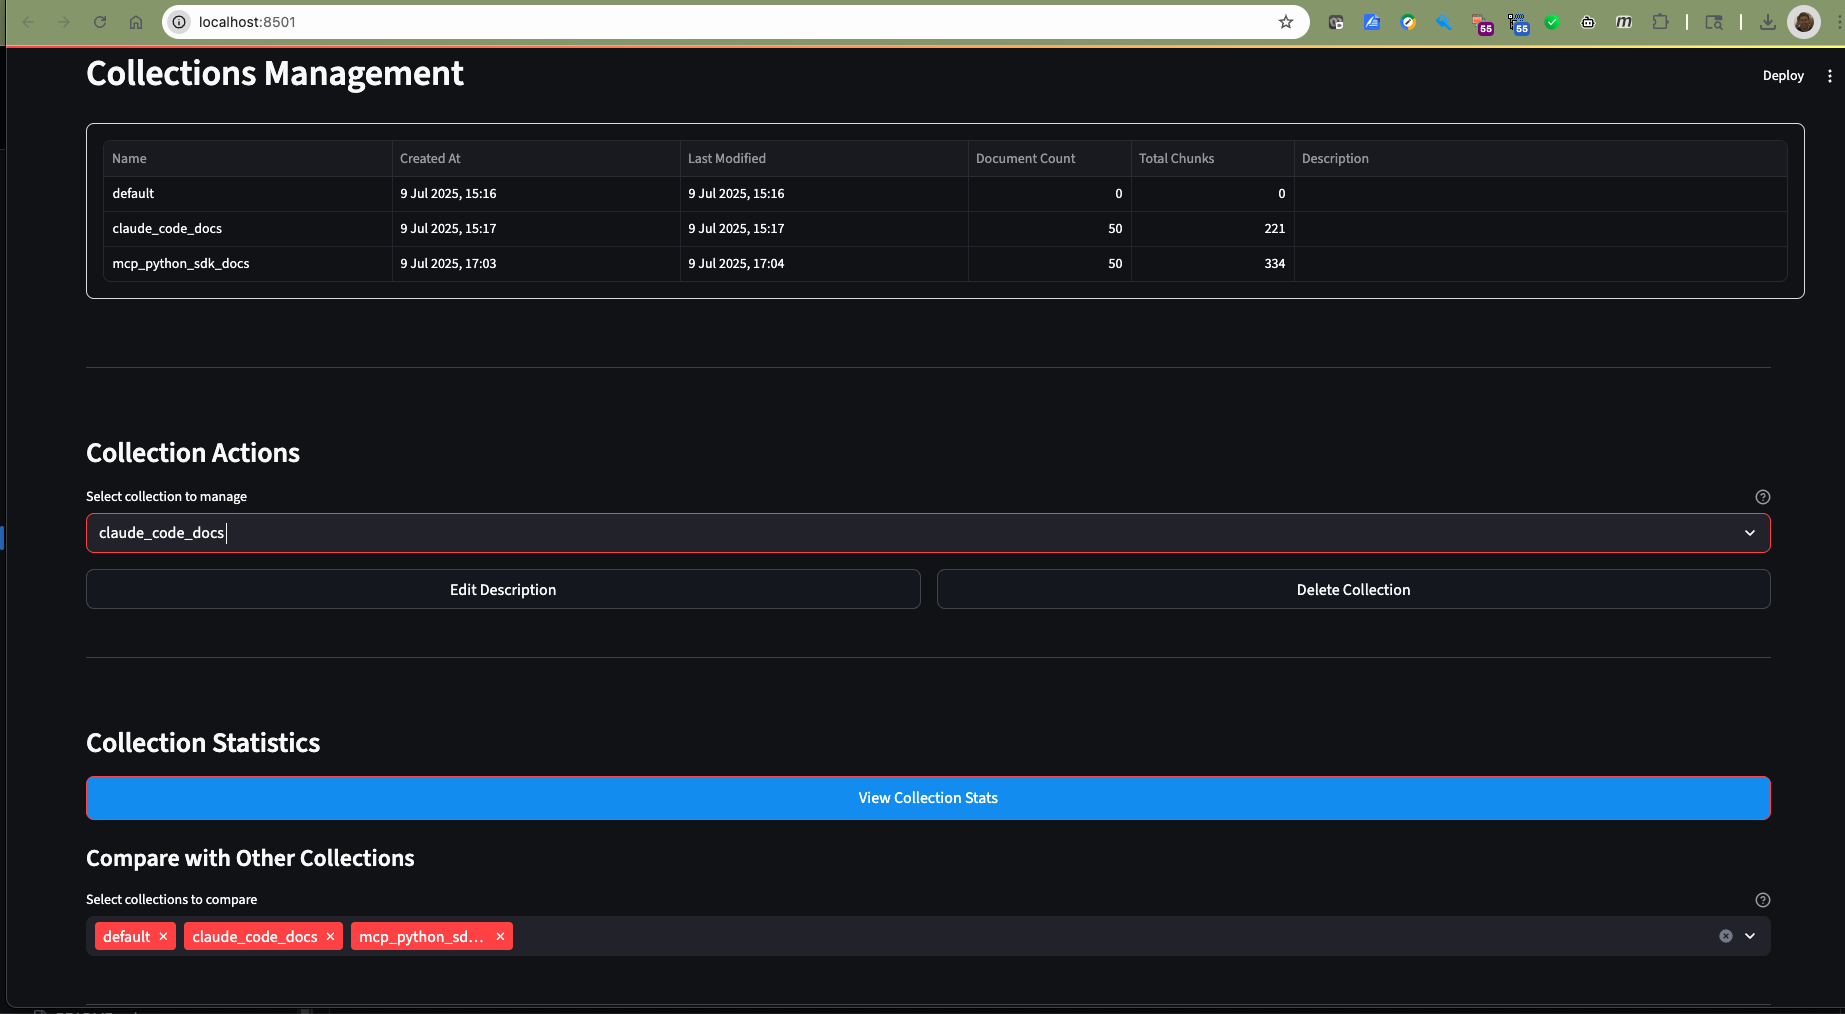 localhost:8501
55
55
Collections Management
Deploy
Name Created At Last Modified Document Count Total Chunks Description
default 9 Jul 2025, 15:16 9 Jul 2025, 15:16 0 0
claude_code_docs 9 Jul 2025, 15:17 9 Jul 2025, 15:17 50 221
mcp_python_sdk_docs 9 Jul 2025, 17:03 9 Jul 2025, 17:04 50 334
Collection Actions
Select collection to manage
claude_code_docs
Edit Description Delete Collection
Collection Statistics
View Collection Stats
Compare with Other Collections
Select collections to compare
default × claude_code_docs × mcp_python_sd... ×